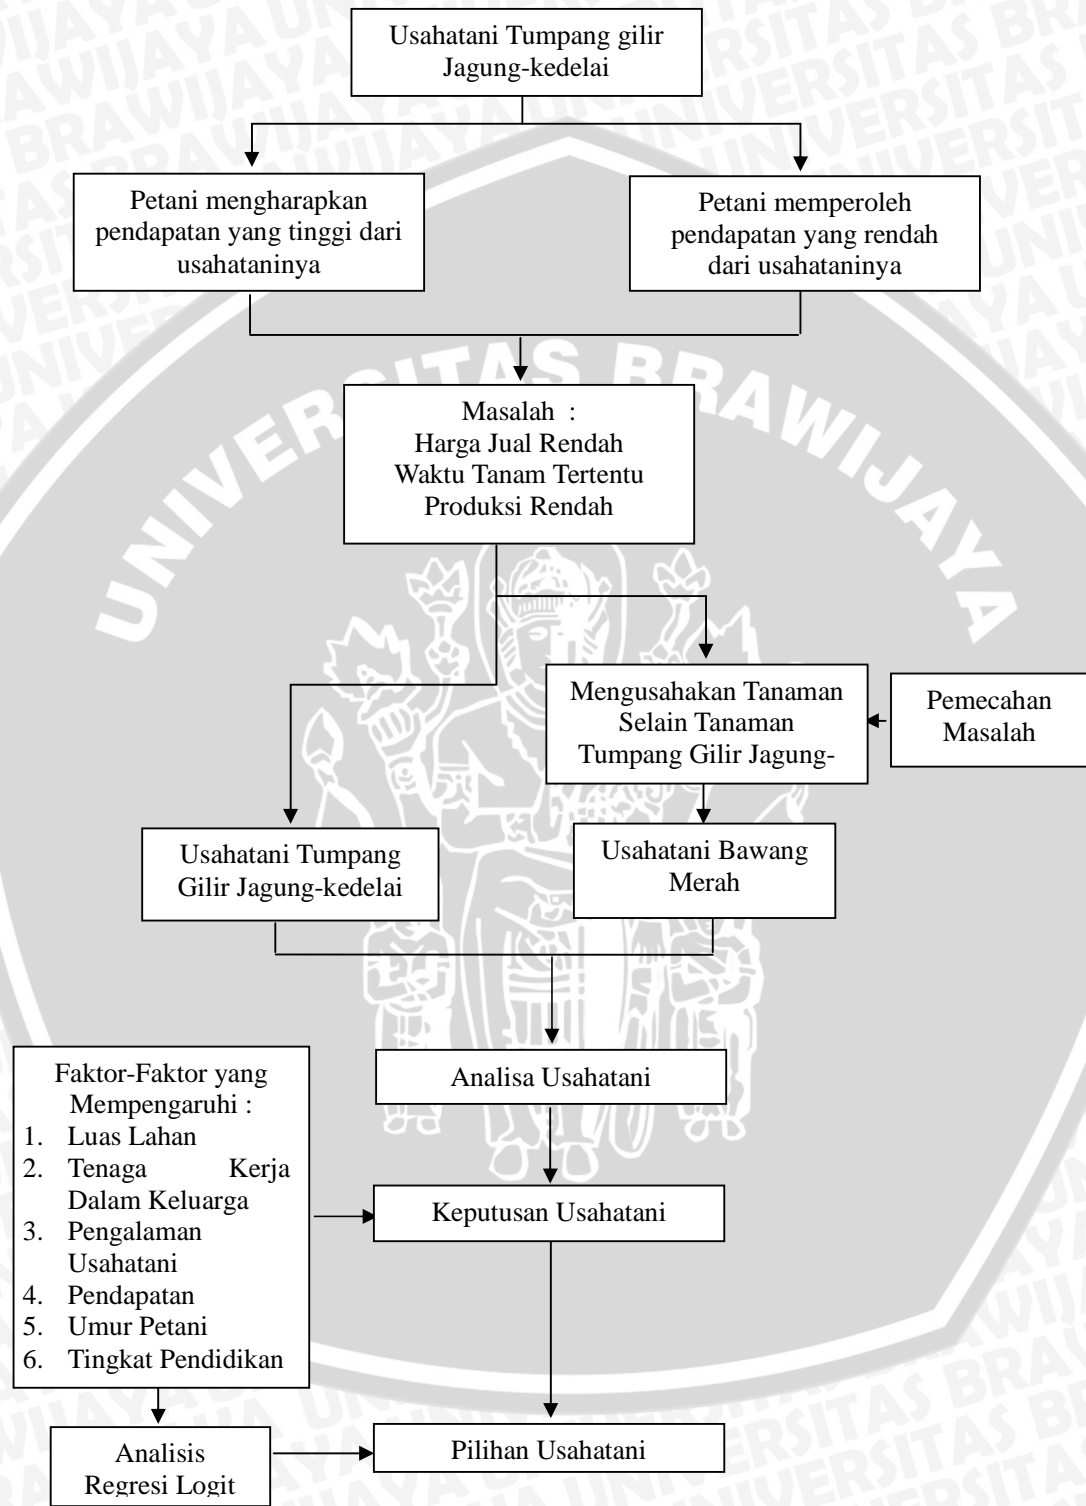 Usahatani Tumpang gilir
Jagung-kedelai
Petani mengharapkan
pendapatan yang tinggi dari
usahataninya
Petani memperoleh
pendapatan yang rendah
dari usahataninya
UNIVERSITAS BRAWIJAYA
Masalah :
Harga Jual Rendah
Waktu Tanam Tertentu
Produksi Rendah
Mengusahakan Tanaman
Selain Tanaman
Tumpang Gilir Jagung-
Pemecahan
Masalah
Usahatani Tumpang
Gilir Jagung-kedelai
Usahatani Bawang
Merah
Analisa Usahatani
Faktor-Faktor yang
Mempengaruhi :
1. Luas Lahan
2. Tenaga Kerja
Dalam Keluarga
3. Pengalaman
Usahatani
4. Pendapatan
5. Umur Petani
6. Tingkat Pendidikan
Keputusan Usahatani
Analisis
Regresi Logit
Pilihan Usahatani